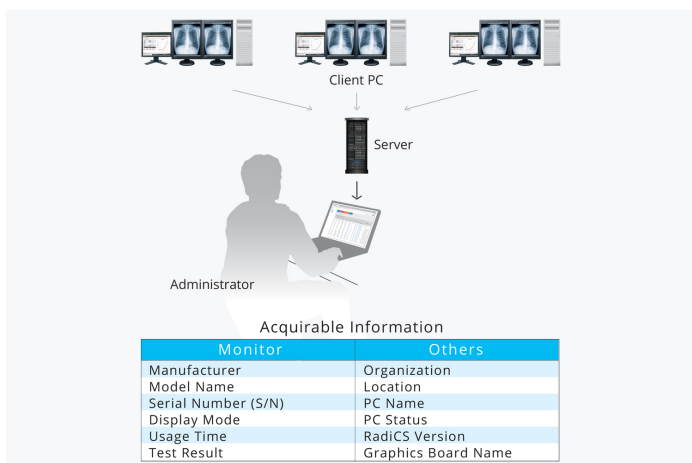 Client PC
Server
Administrator
Acquirable Information
Monitor Others
Manufacturer Organization
Model Name Location
Serial Number (S/N) PC Name
Display Mode PC Status
Usage Time RadiCS Version
Test Result Graphics Board Name